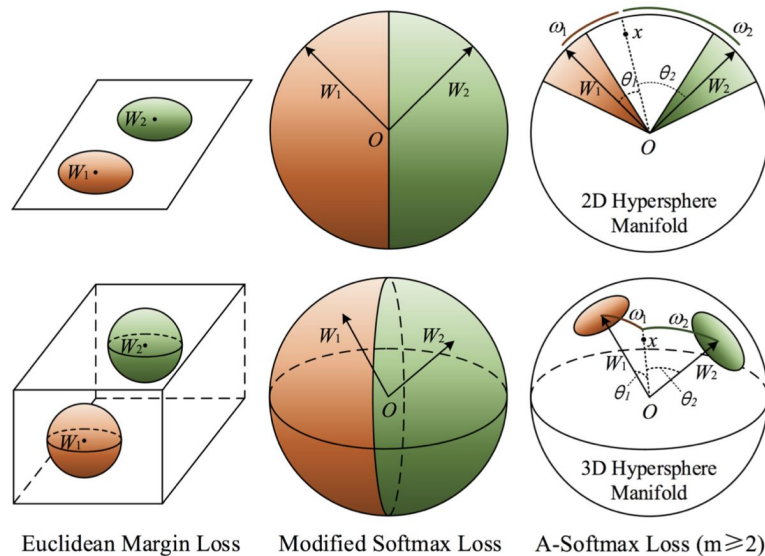 ω₁ ω₂
x
θ₁ θ₂
W₁ W₂
O
W₂
W₁
W₁ W₂
O
2D Hypersphere
Manifold
W₂
W₁
W₁ W₂
O
ω₁ ω₂
x
W₁ W₂
θ₁ θ₂
O
3D Hypersphere
Manifold
Euclidean Margin Loss Modified Softmax Loss A-Softmax Loss (m≥2)